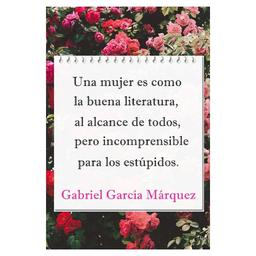 Una mujer es como
la buena literatura,
al alcance de todos,
pero incomprensible
para los estúpidos.
Gabriel García Márquez